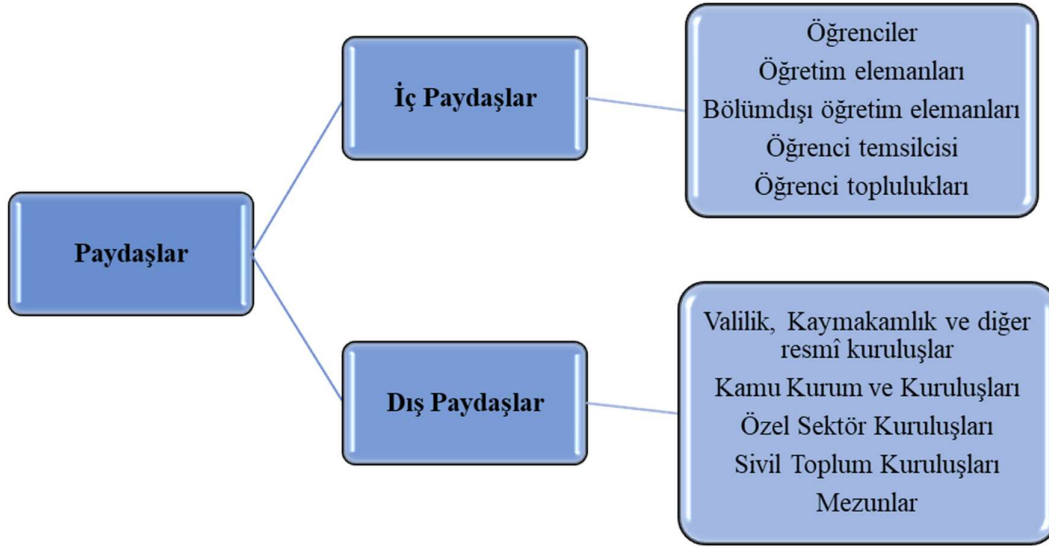 Paydaşlar
İç Paydaşlar
Öğrenciler
Öğretim elemanları
Bölümdışı öğretim elemanları
Öğrenci temsilcisi
Öğrenci toplulukları
Dış Paydaşlar
Valilik, Kaymakamlık ve diğer
resmî kuruluşlar
Kamu Kurum ve Kuruluşları
Özel Sektör Kuruluşları
Sivil Toplum Kuruluşları
Mezunlar